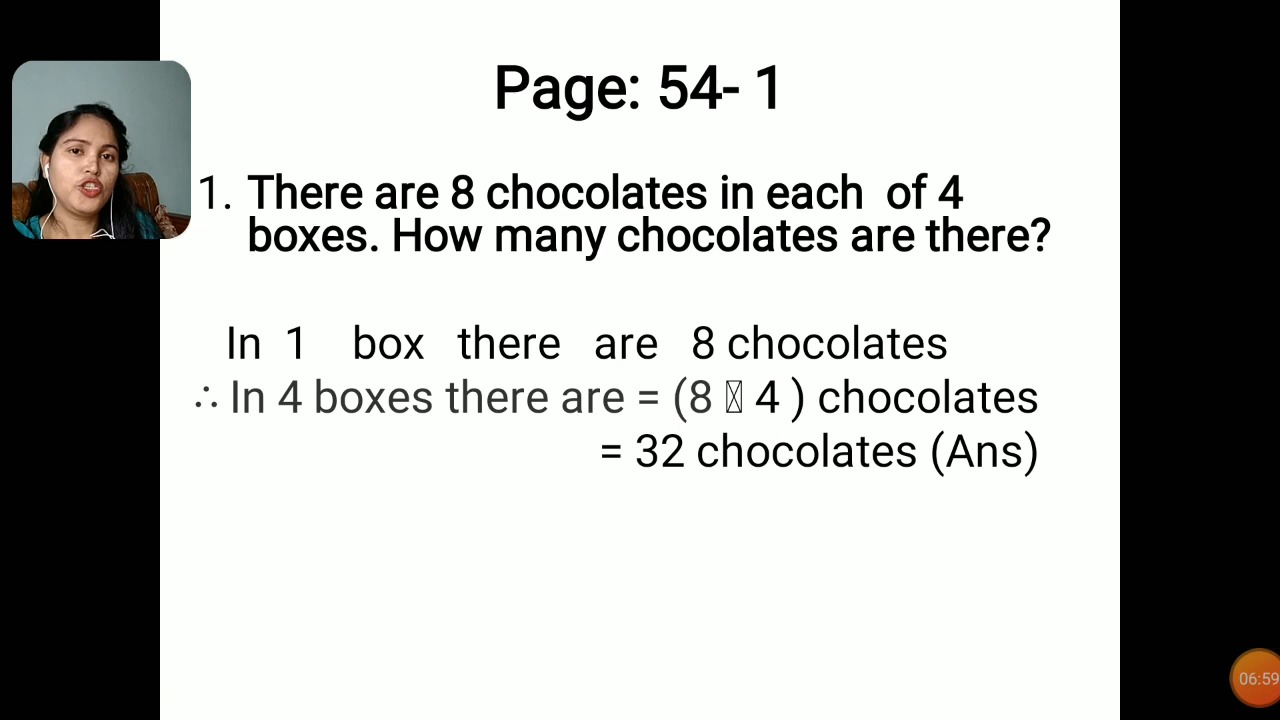 Page: 54- 1
1. There are 8 chocolates in each of 4
boxes. How many chocolates are there?
In 1 box there are 8 chocolates
∴ In 4 boxes there are = (8 4 ) chocolates
= 32 chocolates (Ans)
06:59